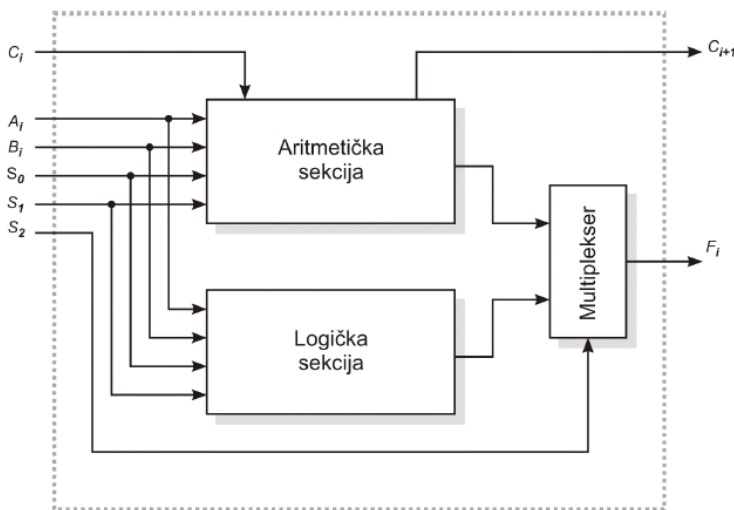 C_i
C_{i+1}
A_i
B_i
S_0
S_1
S_2
Aritmetička
sekcija
Logička
sekcija
Multiplekser
F_i